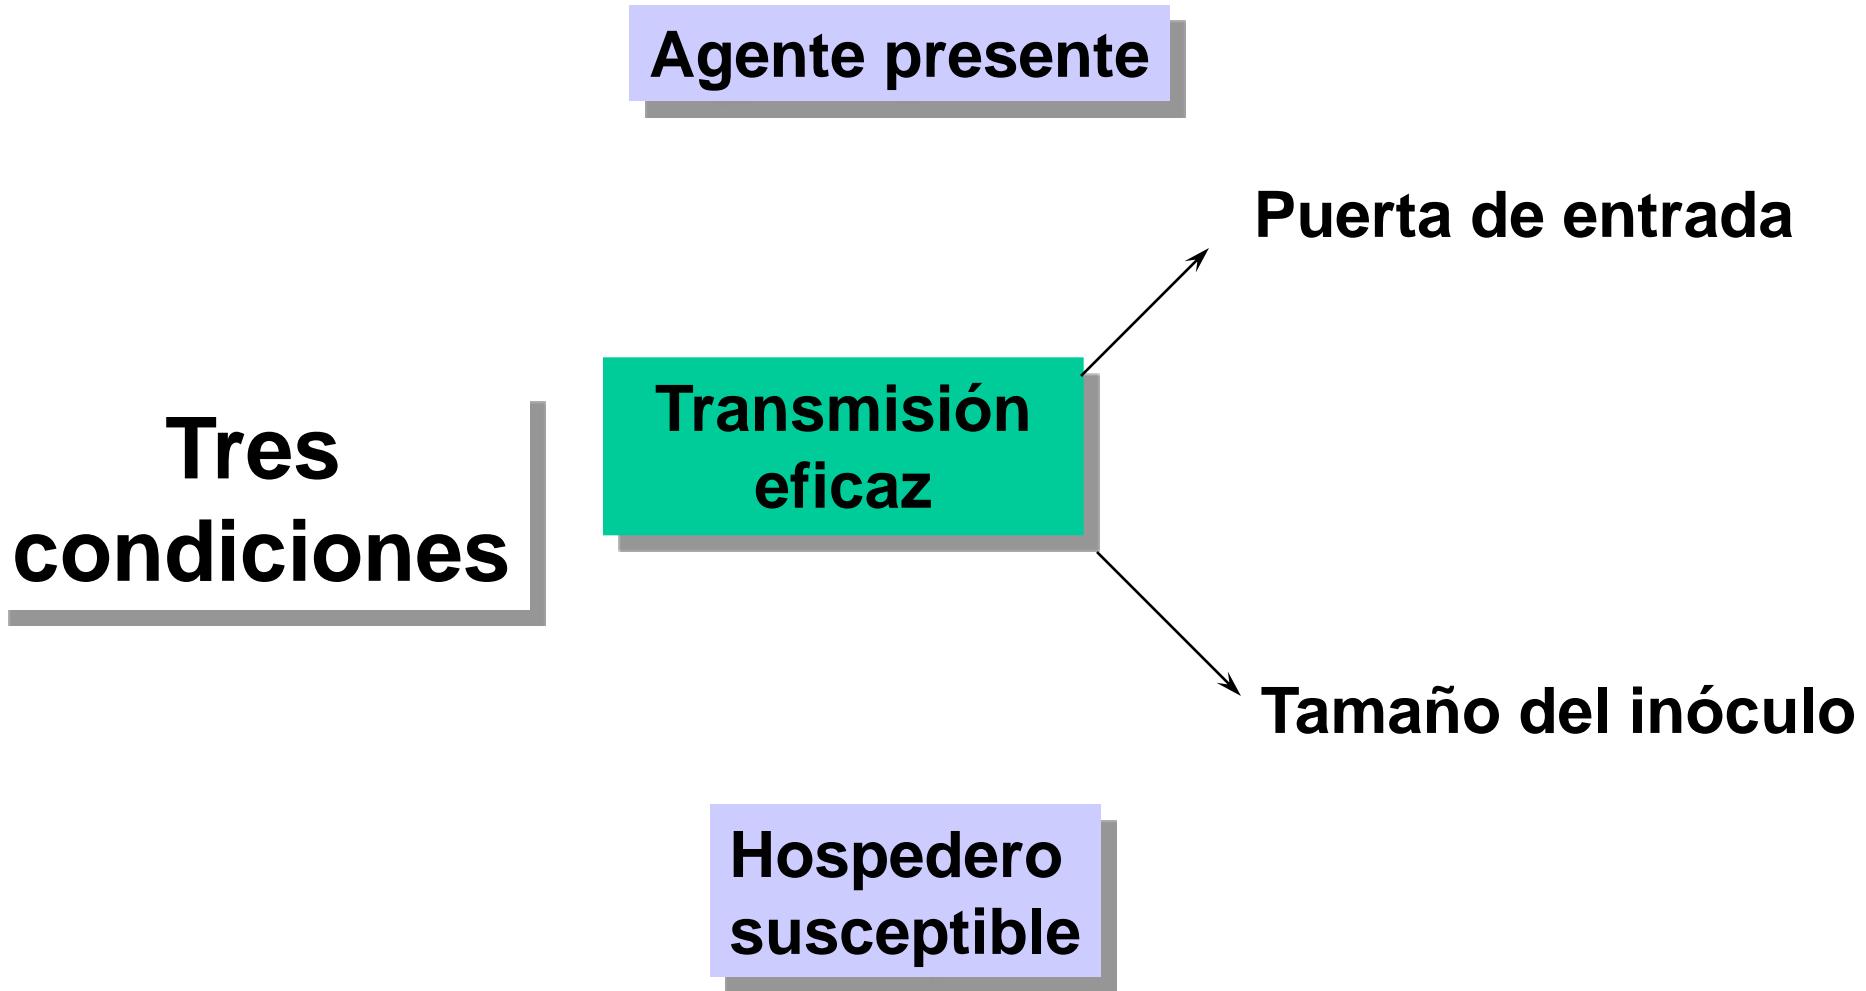 Agente presente
Puerta de entrada
Transmisión
eficaz
Tres
condiciones
Tamaño del inóculo
Hospedero
susceptible